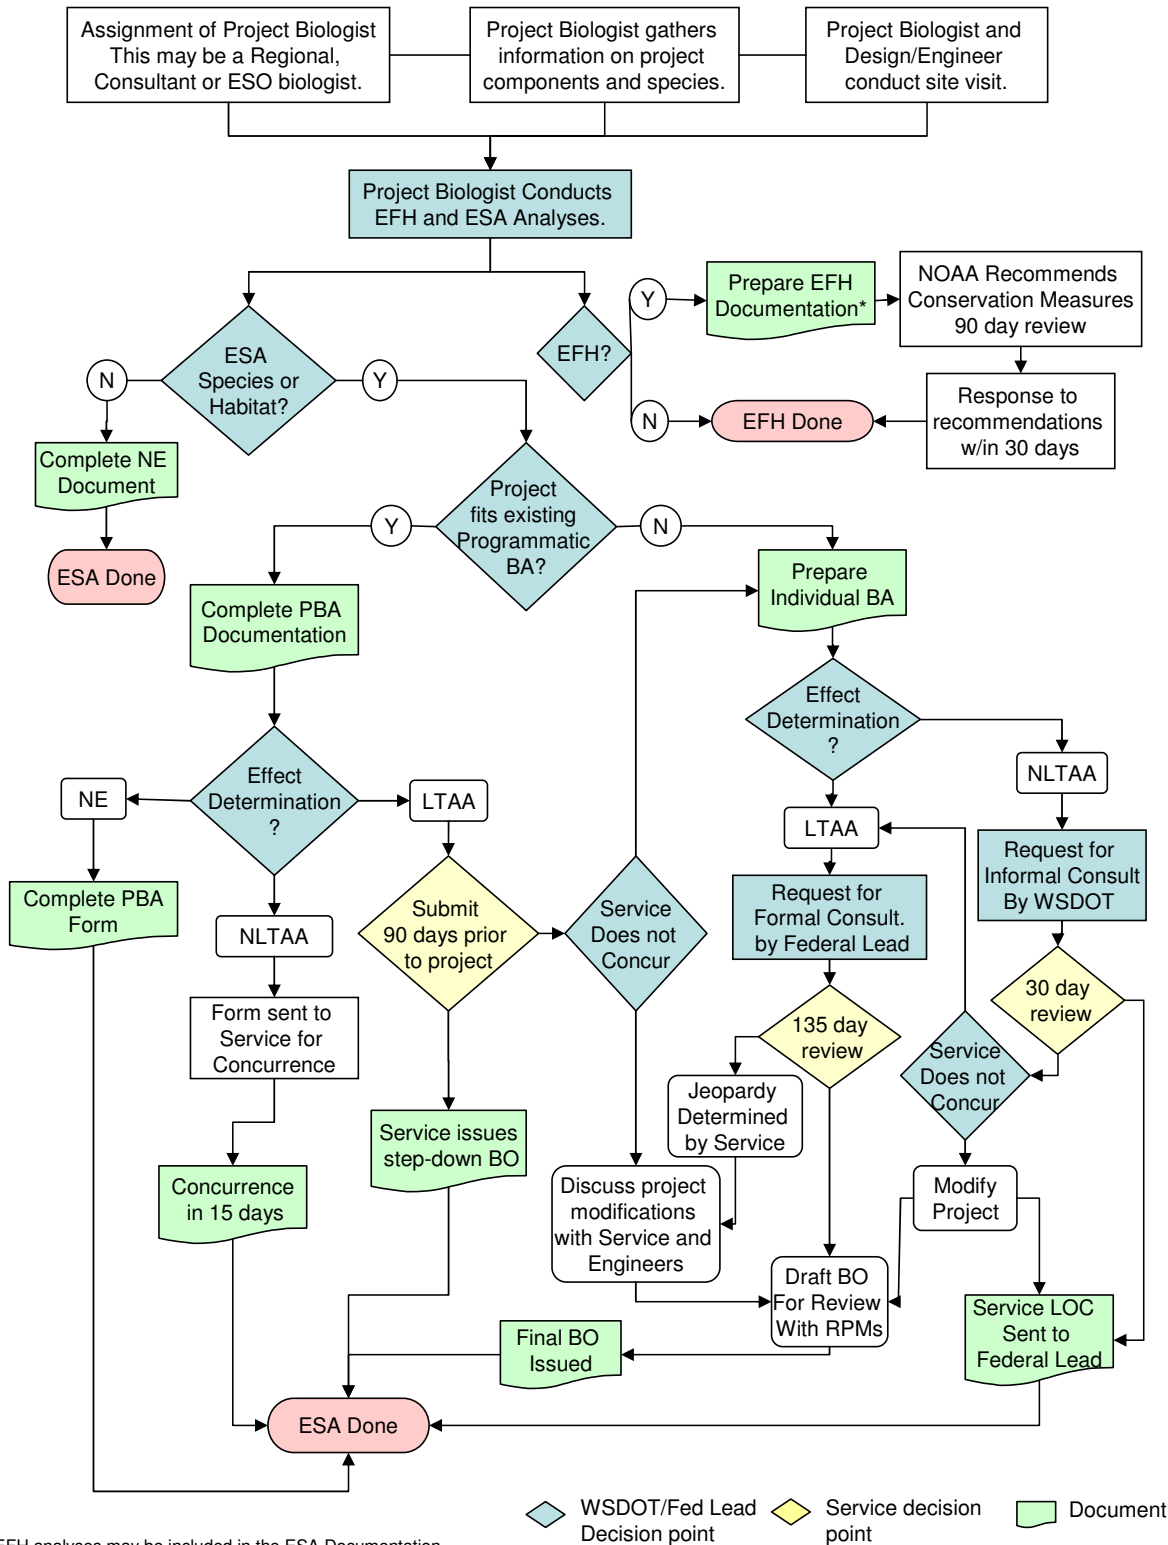 Assignment of Project Biologist
This may be a Regional,
Consultant or ESO biologist.
Project Biologist gathers
information on project
components and species.
Project Biologist and
Design/Engineer
conduct site visit.
Project Biologist Conducts
EFH and ESA Analyses.
ESA
Species or
Habitat?
N
Y
Complete NE
Document
ESA Done
EFH?
Y
N
Prepare EFH
Documentation*
NOAA Recommends
Conservation Measures
90 day review
Response to
recommendations
w/in 30 days
EFH Done
Project
fits existing
Programmatic
BA?
Y
N
Complete PBA
Documentation
Prepare
Individual BA
Effect
Determination
?
NE
LTAA
NLTAA
Complete PBA
Form
Form sent to
Service for
Concurrence
Concurrence
in 15 days
Submit
90 days prior
to project
Service issues
step-down BO
Service
Does not
Concur
Discuss project
modifications
with Service and
Engineers
Effect
Determination
?
LTAA
NLTAA
Request for
Formal Consult.
by Federal Lead
Request for
Informal Consult
By WSDOT
135 day
review
30 day
review
Jeopardy
Determined
by Service
Service
Does not
Concur
Modify
Project
Draft BO
For Review
With RPMs
Service LOC
Sent to
Federal Lead
Final BO
Issued
ESA Done
WSDOT/Fed Lead
Decision point
Service decision
point
Document
EFH analyses may be included in the ESA Documentation